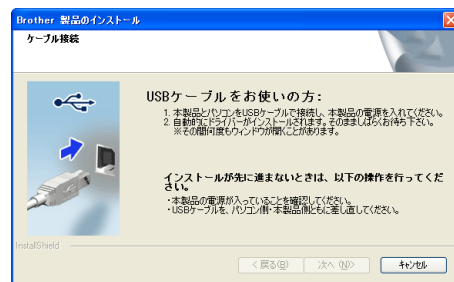 Brother 製品のインストール
ケーブル接続
USBケーブルをお使いの方:
1. 本製品とパソコンをUSBケーブルで接続し、本製品の電源を入れてください。
2. 自動的にドライバーがインストールされます。そのまましばらくお待ち下さい。
※その間何度もウィンドウが開くことがあります。
インストールが先に進まないときは、以下の操作を行ってくだ
さい。
・本製品の電源が入っていることを確認してください。
・USBケーブルを、パソコン側・本製品側ともに差し直してください。
InstallShield
< 戻る(B)
次へ (N)>
キャンセル